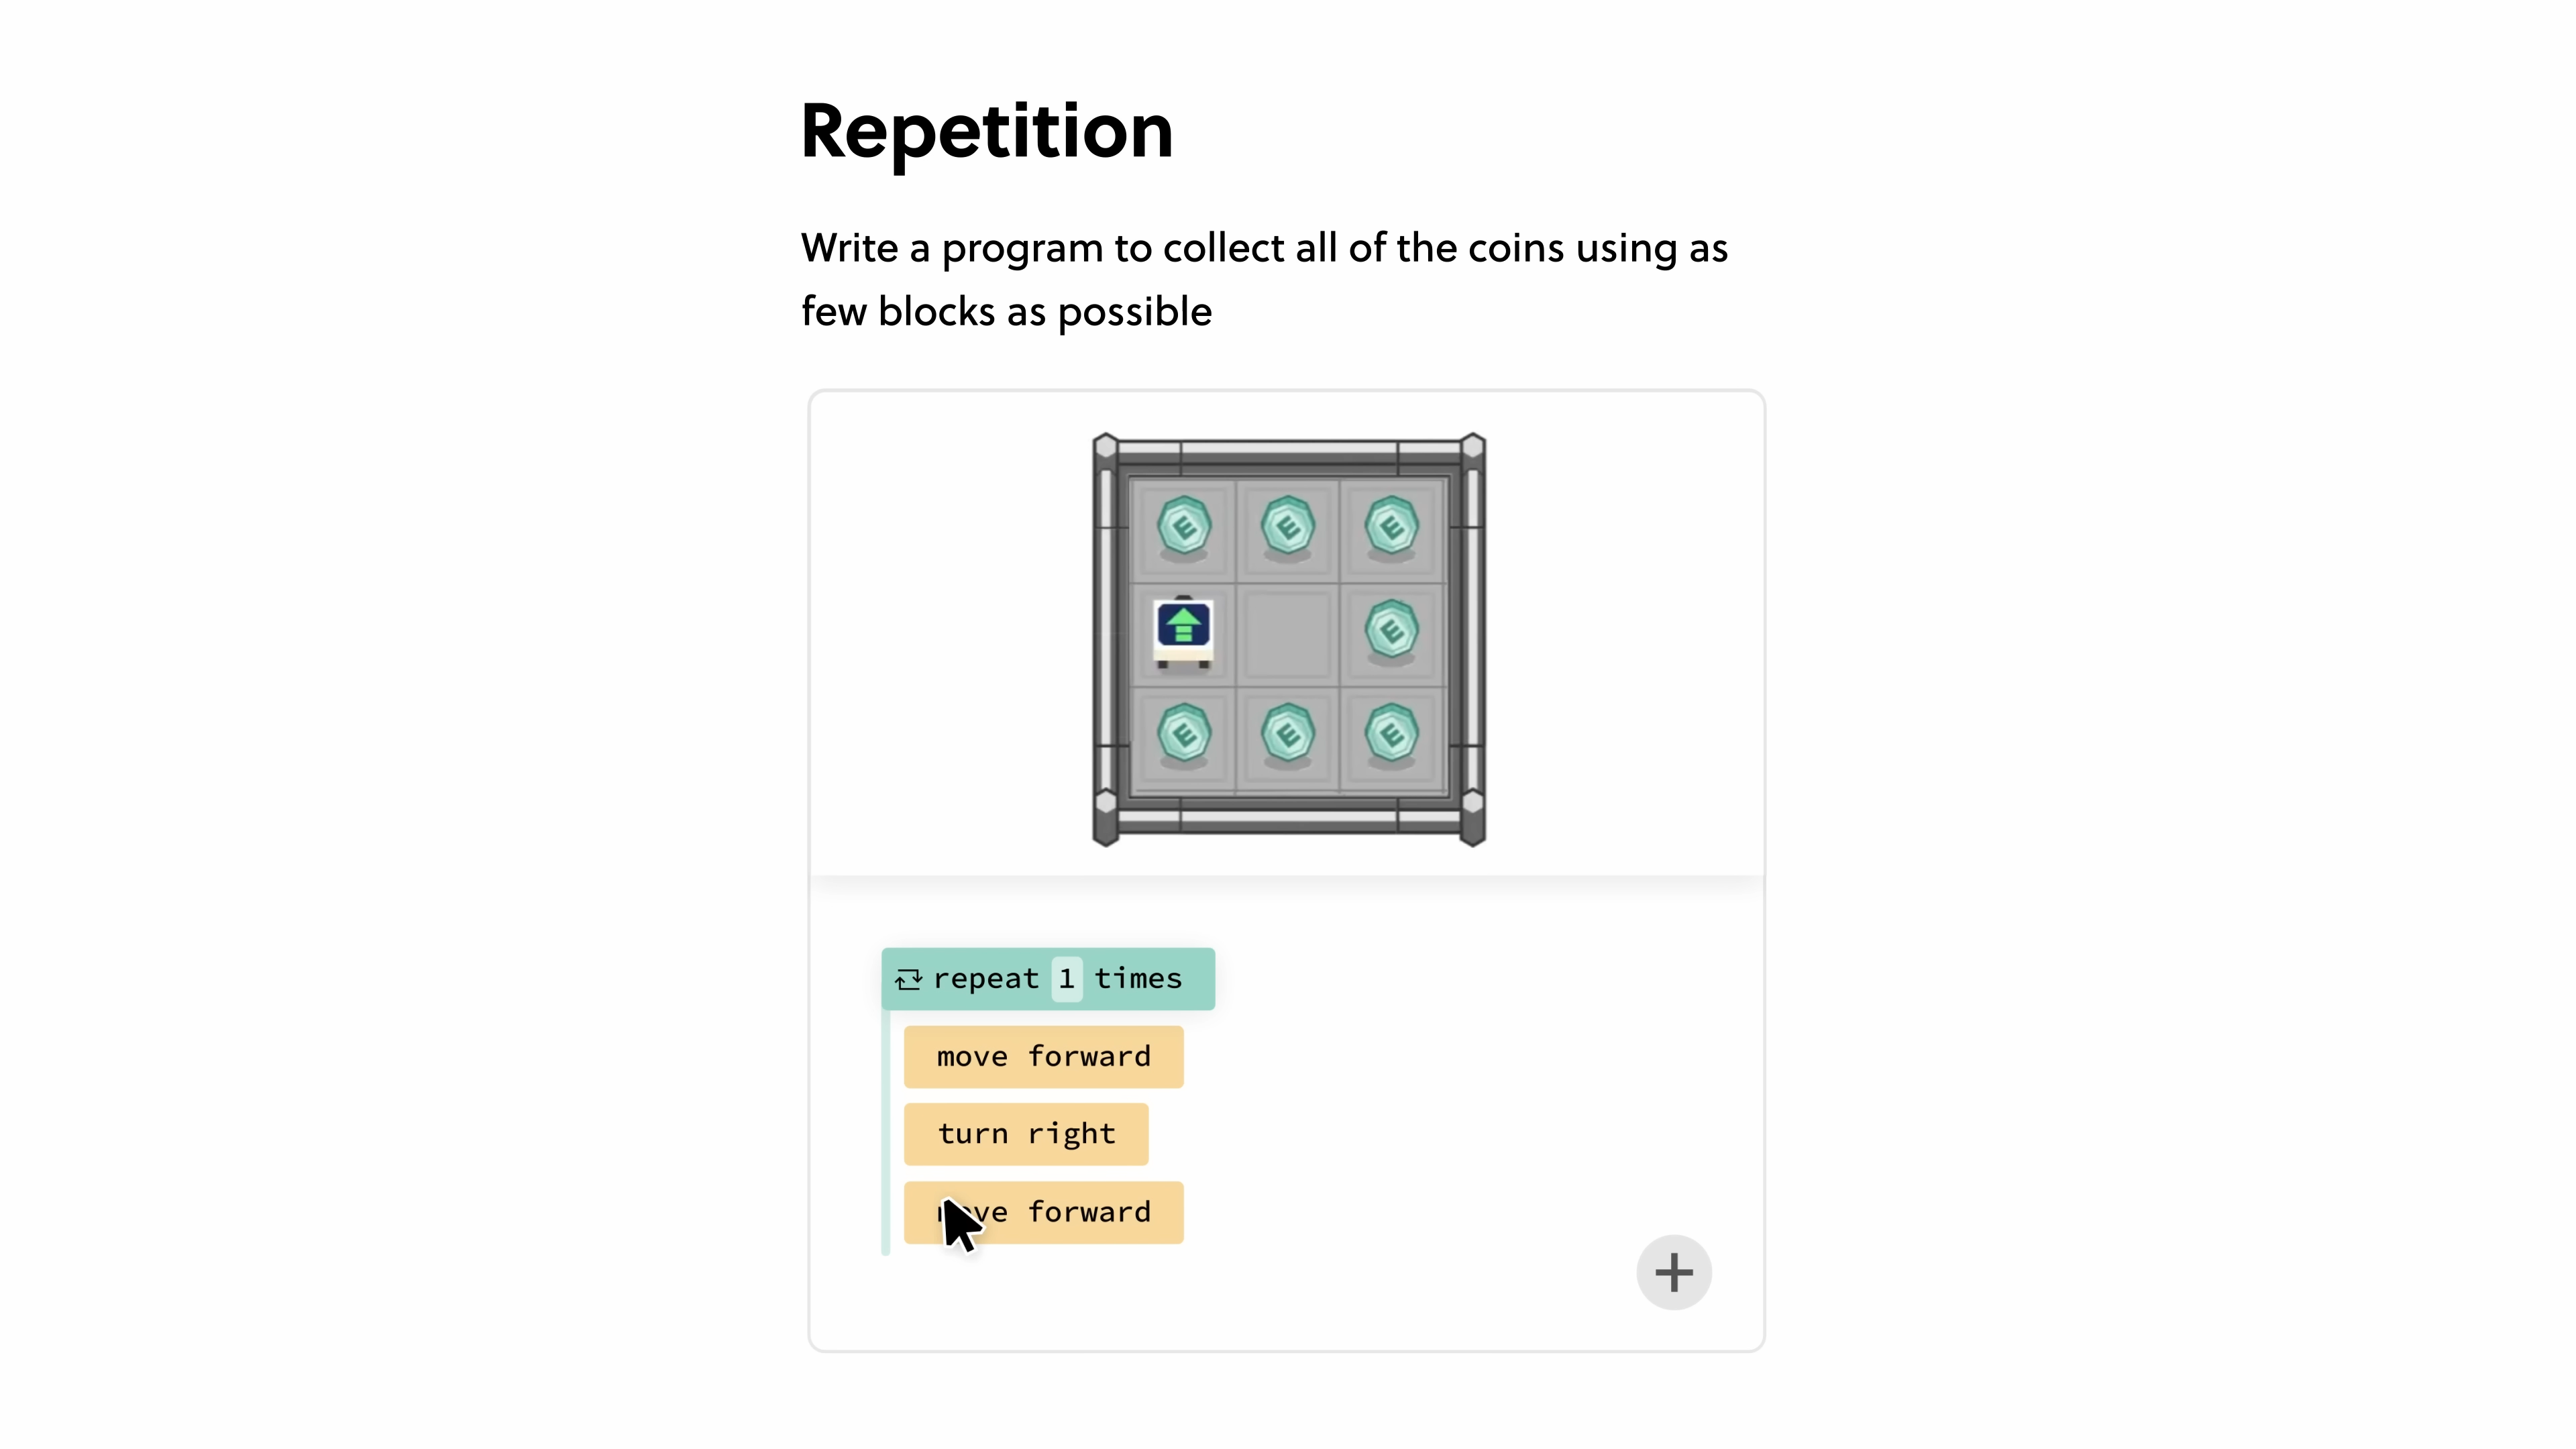 Repetition
Write a program to collect all of the coins using as
few blocks as possible
E E E
E
E E E
repeat 1 times
move forward
turn right
move forward